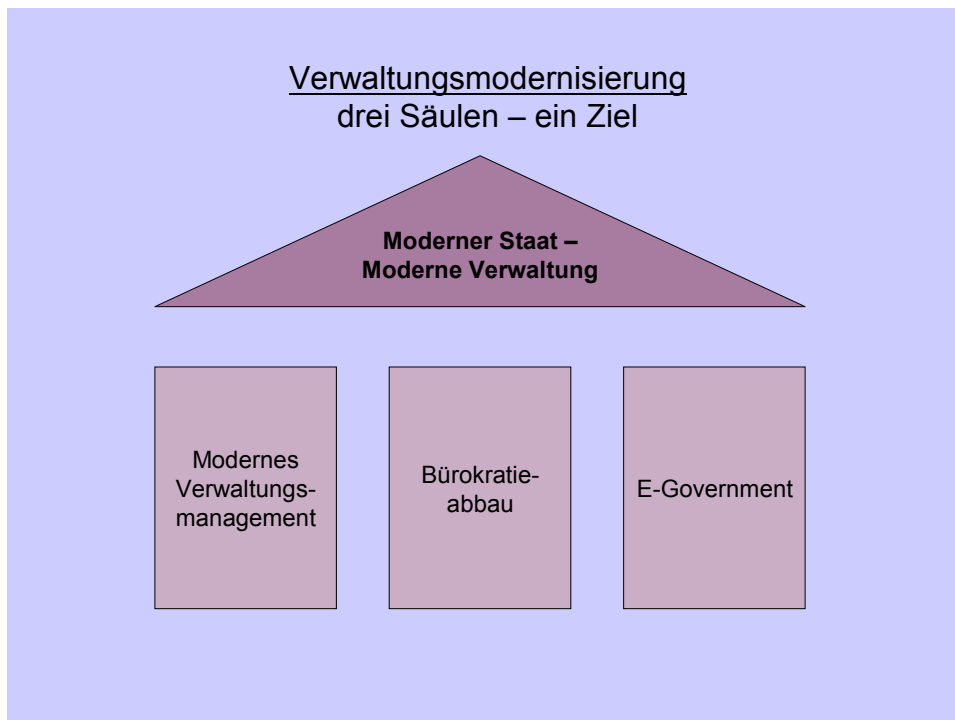 Verwaltungsmodernisierung
drei Säulen – ein Ziel
Moderner Staat –
Moderne Verwaltung
Modernes
Verwaltungs-
management
Bürokratie-
abbau
E-Government